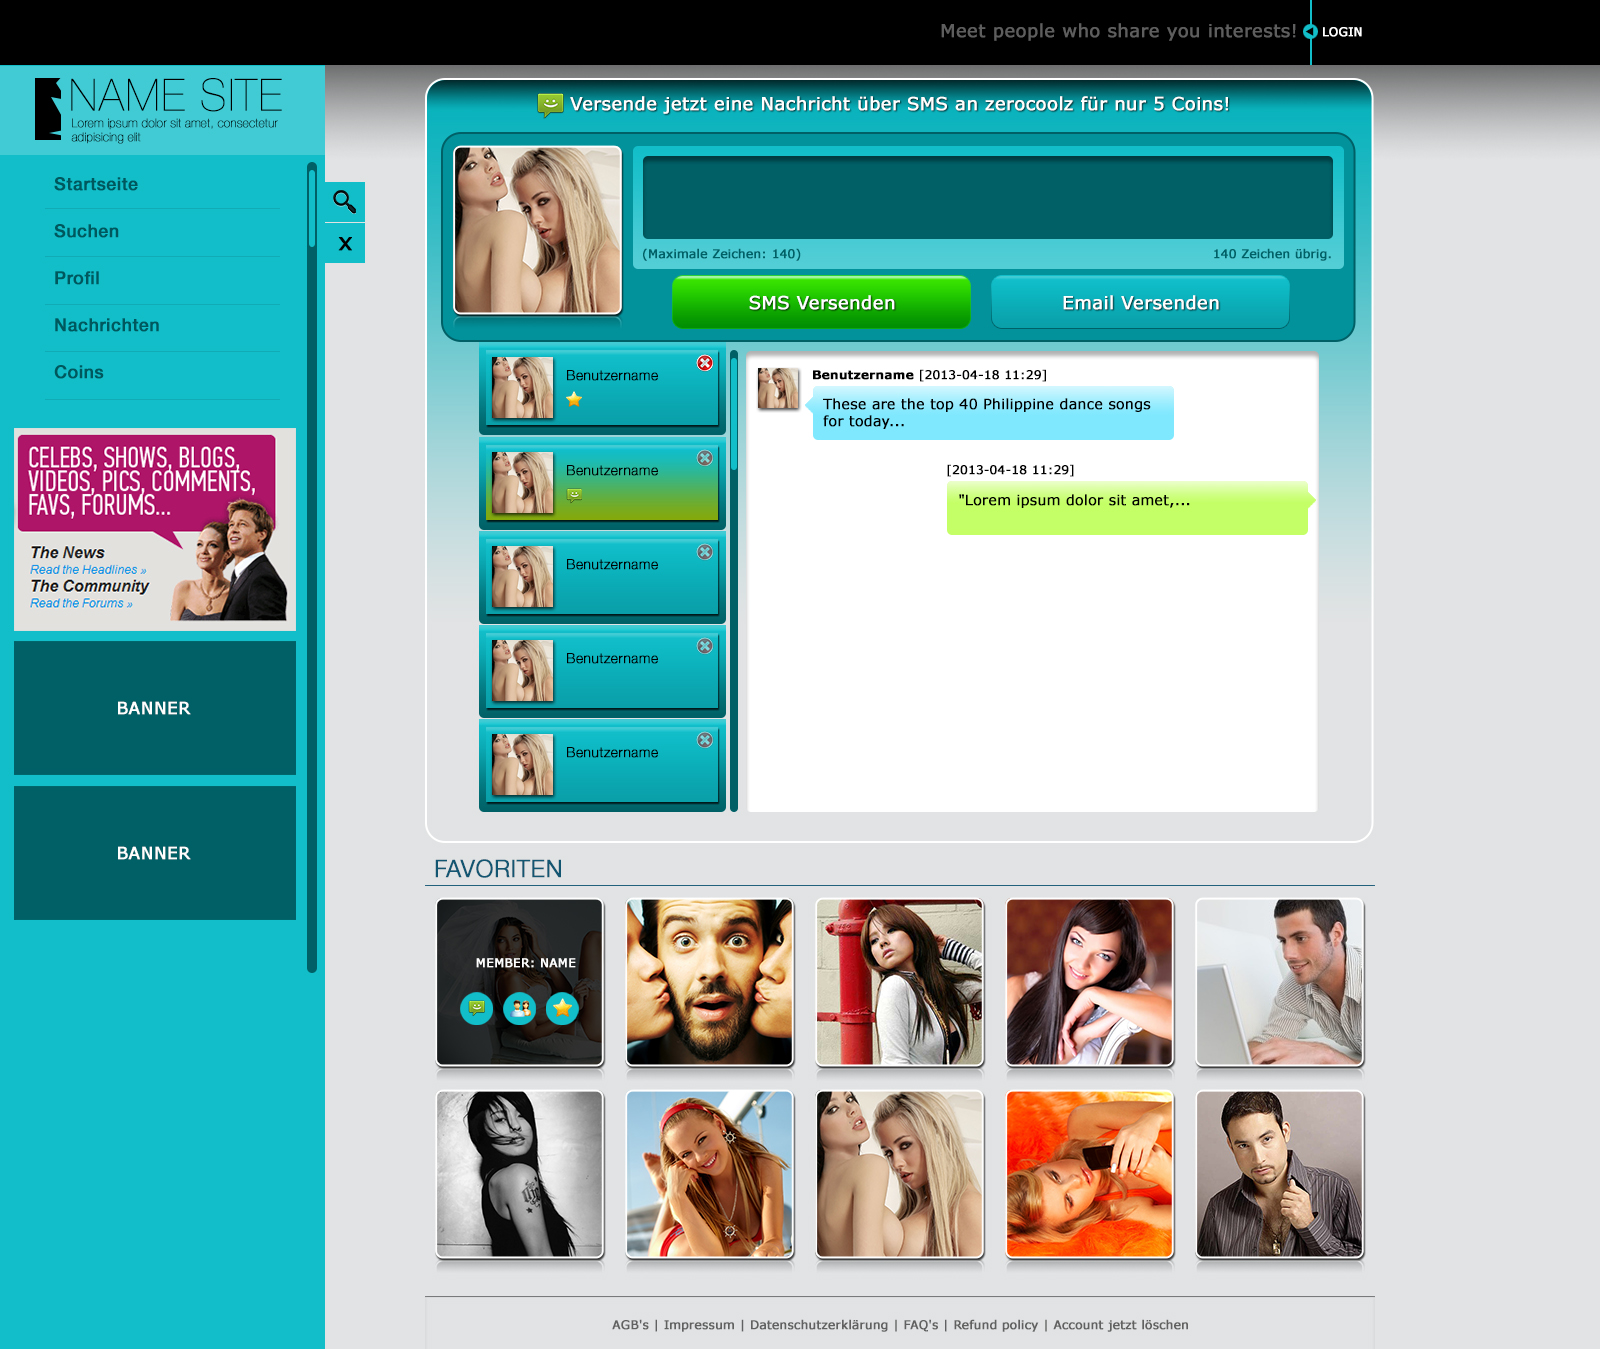 Meet people who share you interests!
LOGIN
NAME SITE
Lorem ipsum dolor sit amet, consectetur
adipisicing elit
Startseite
Suchen
Profil
Nachrichten
Coins
X
CELEBS, SHOWS, BLOGS,
VIDEOS, PICS, COMMENTS,
FAVS, FORUMS...
The News
Read the Headlines »
The Community
Read the Forums »
BANNER
BANNER
Versende jetzt eine Nachricht über SMS an zerocoolz für nur 5 Coins!
(Maximale Zeichen: 140)
140 Zeichen übrig.
SMS Versenden
Email Versenden
Benutzername
Benutzername
Benutzername
Benutzername
Benutzername
Benutzername [2013-04-18 11:29]
These are the top 40 Philippine dance songs
for today...
[2013-04-18 11:29]
"Lorem ipsum dolor sit amet,...
FAVORITEN
MEMBER: NAME
AGB's | Impressum | Datenschutzerklärung | FAQ's | Refund policy | Account jetzt löschen